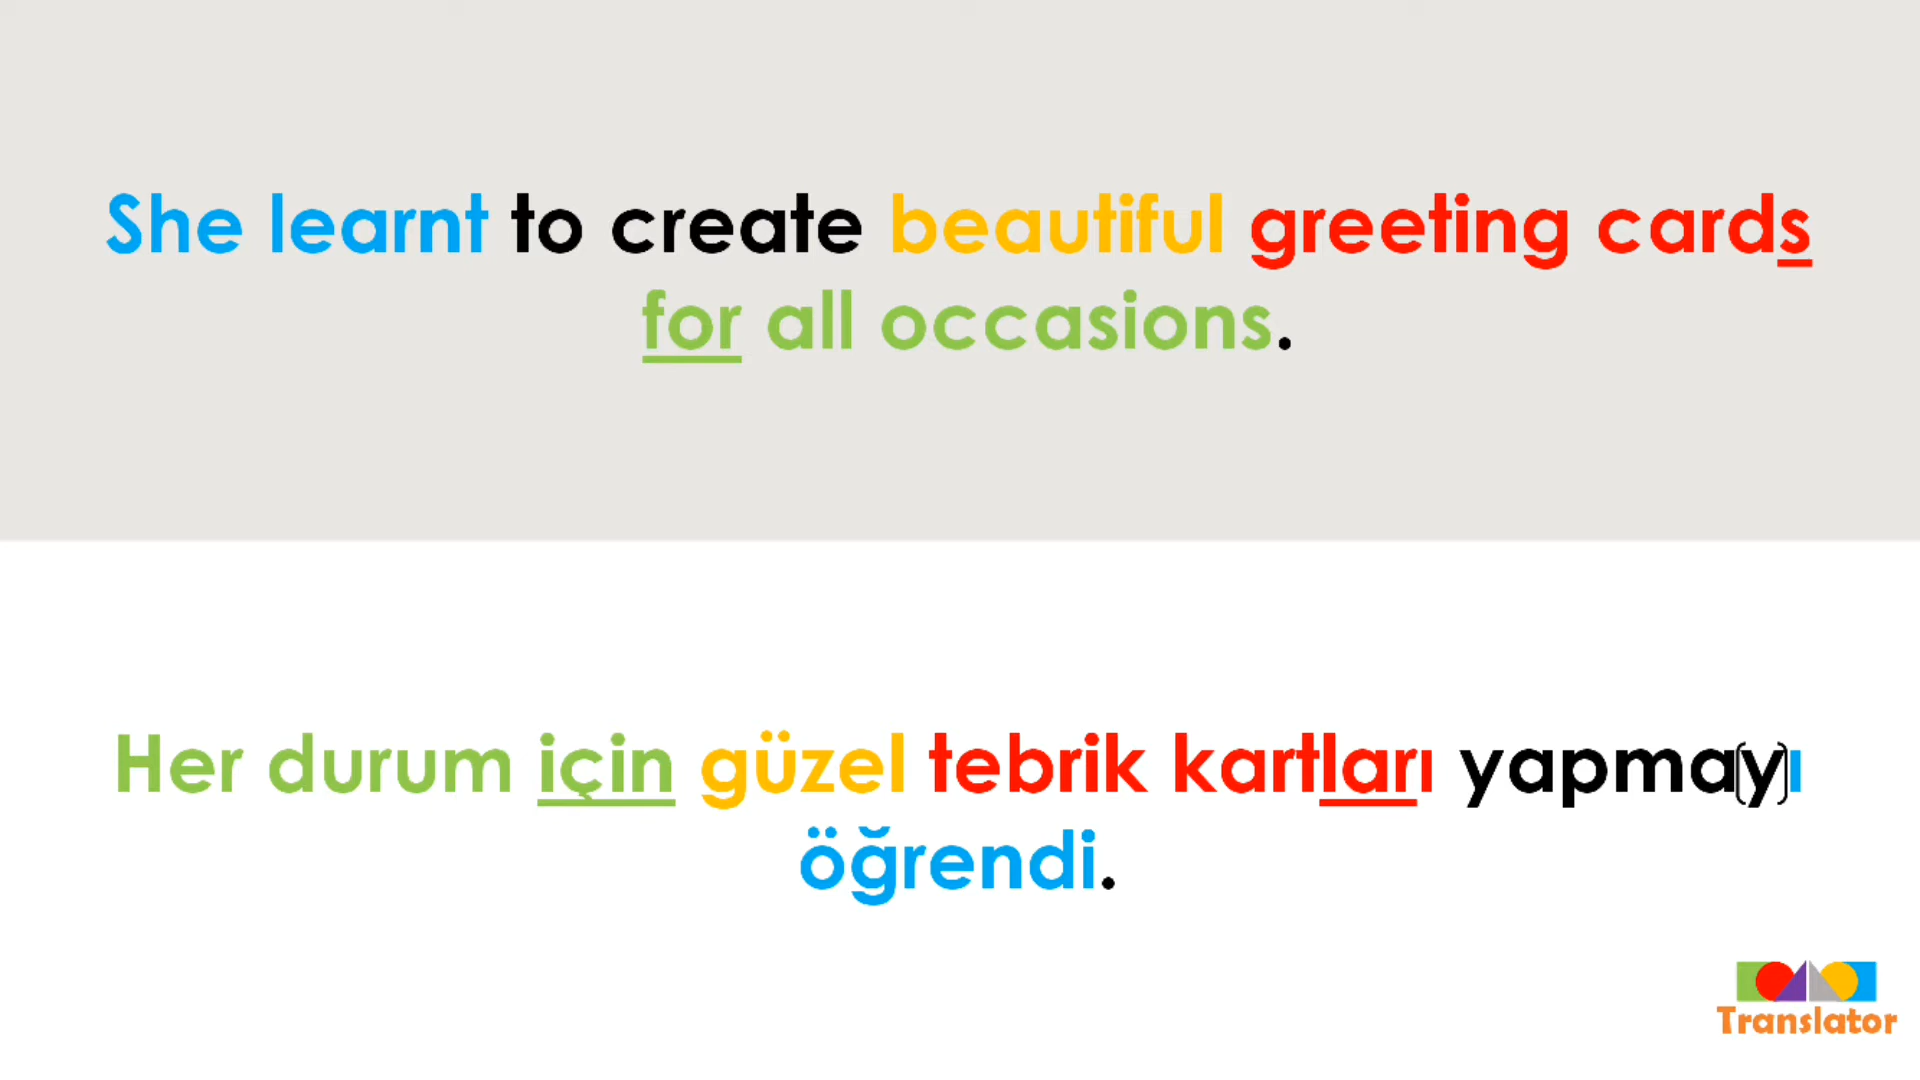 She learnt to create beautiful greeting cards
for all occasions.
Her durum için güzel tebrik kartları yapma(y)ı
öğrendi.
Translator